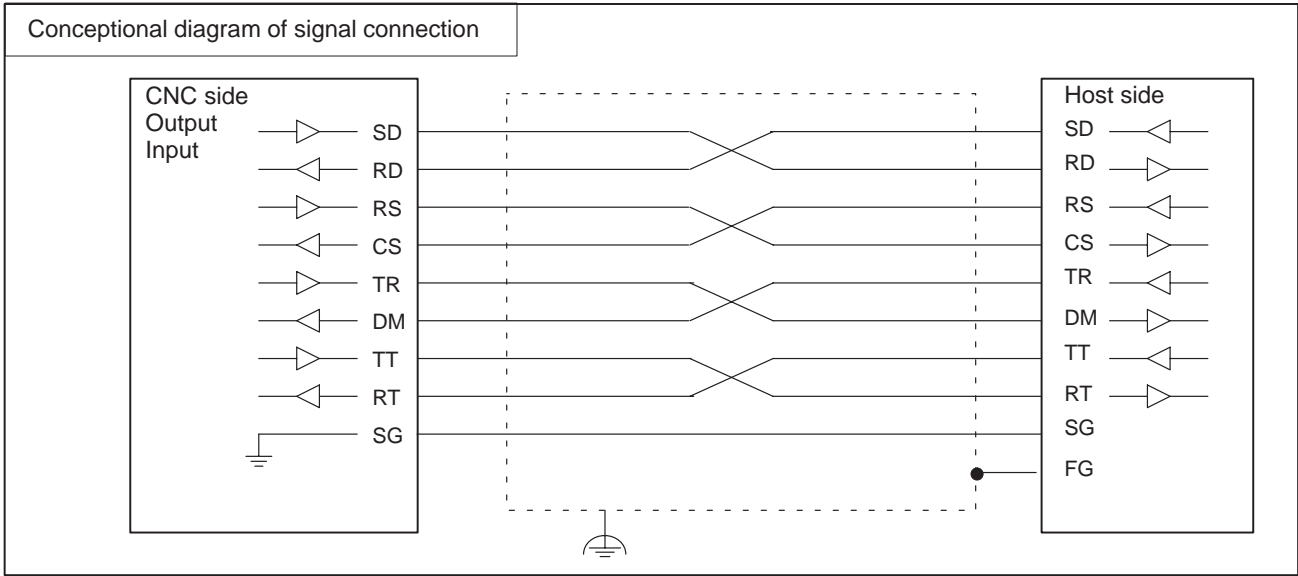 Conceptional diagram of signal connection
CNC side
Output
Input
SD
RD
RS
CS
TR
DM
TT
RT
SG
Host side
SD
RD
RS
CS
TR
DM
TT
RT
SG
FG